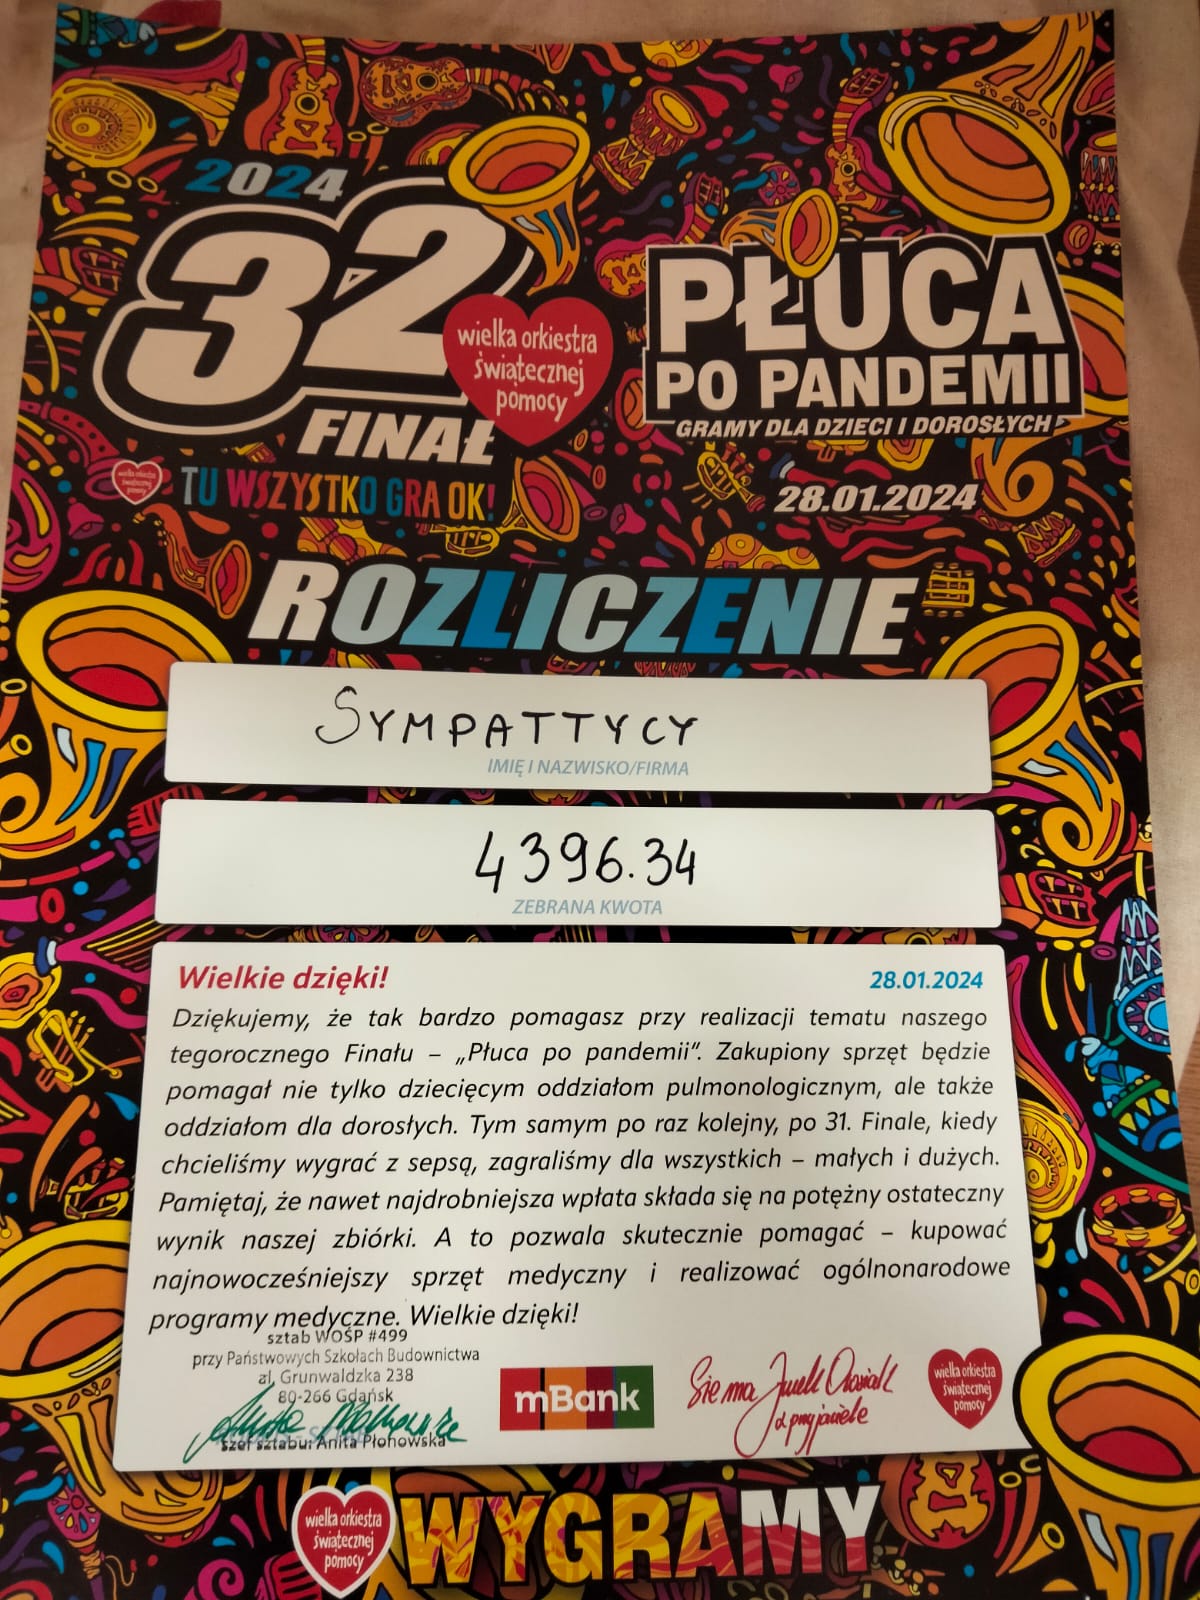 2024
32
FINAŁ
wielka orkiestra
świątecznej
pomocy
PŁUCA
PO PANDEMII
GRAMY DLA DZIECI I DOROSŁYCH
wielka orkiestra
świątecznej
pomocy
TU WSZYSTKO GRA OK!
28.01.2024
ROZLICZENIE
SYMPATTYCY
IMIĘ I NAZWISKO/FIRMA
4396.34
ZEBRANA KWOTA
Wielkie dzięki! 28.01.2024
Dziękujemy, że tak bardzo pomagasz przy realizacji tematu naszego
tegorocznego Finału – „Płuca po pandemii”. Zakupiony sprzęt będzie
pomagał nie tylko dziecięcym oddziałom pulmonologicznym, ale także
oddziałom dla dorosłych. Tym samym po raz kolejny, po 31. Finale, kiedy
chcieliśmy wygrać z sepsą, zagraliśmy dla wszystkich – małych i dużych.
Pamiętaj, że nawet najdrobniejsza wpłata składa się na potężny ostateczny
wynik naszej zbiórki. A to pozwala skutecznie pomagać – kupować
najnowocześniejszy sprzęt medyczny i realizować ogólnonarodowe
programy medyczne. Wielkie dzięki!
sztab WOŚP #499
przy Państwowych Szkołach Budownictwa
al. Grunwaldzka 238
80-266 Gdańsk
szef sztabu: Anita Płonowska
mBank
Sie ma Jurek Owsiak
z przyjaciele
wielka orkiestra
świątecznej
pomocy
wielka orkiestra
świątecznej
pomocy
WYGRAMY